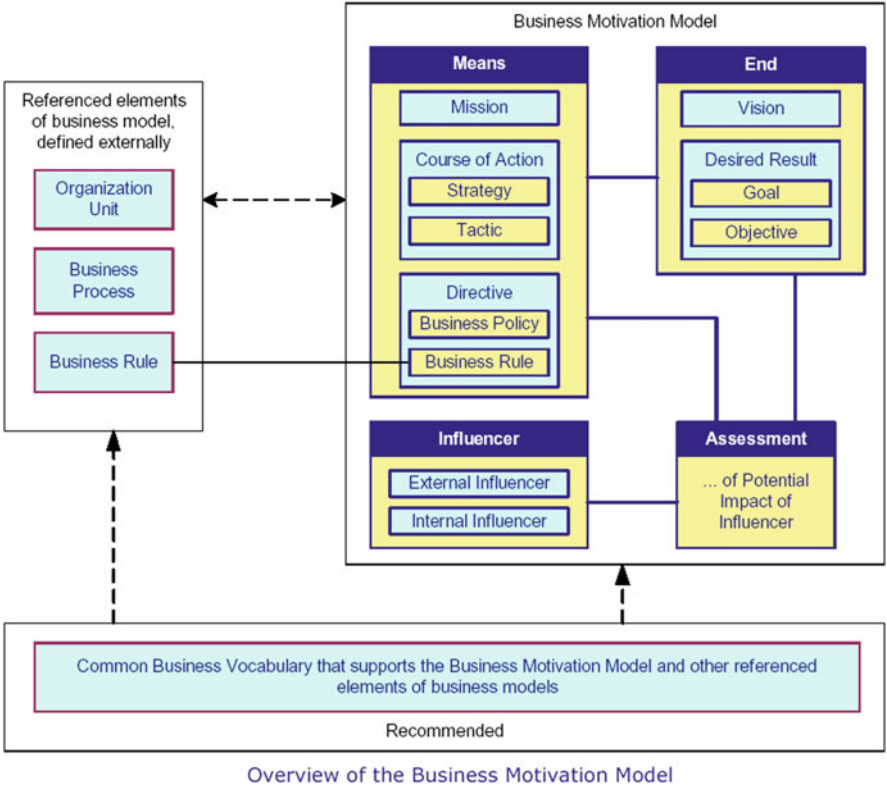 Business Motivation Model
Means
Mission
Course of Action
Strategy
Tactic
Directive
Business Policy
Business Rule
End
Vision
Desired Result
Goal
Objective
Referenced elements
of business model,
defined externally
Organization
Unit
Business
Process
Business Rule
Influencer
External Influencer
Internal Influencer
Assessment
... of Potential
Impact of
Influencer
Common Business Vocabulary that supports the Business Motivation Model and other referenced
elements of business models
Recommended
Overview of the Business Motivation Model